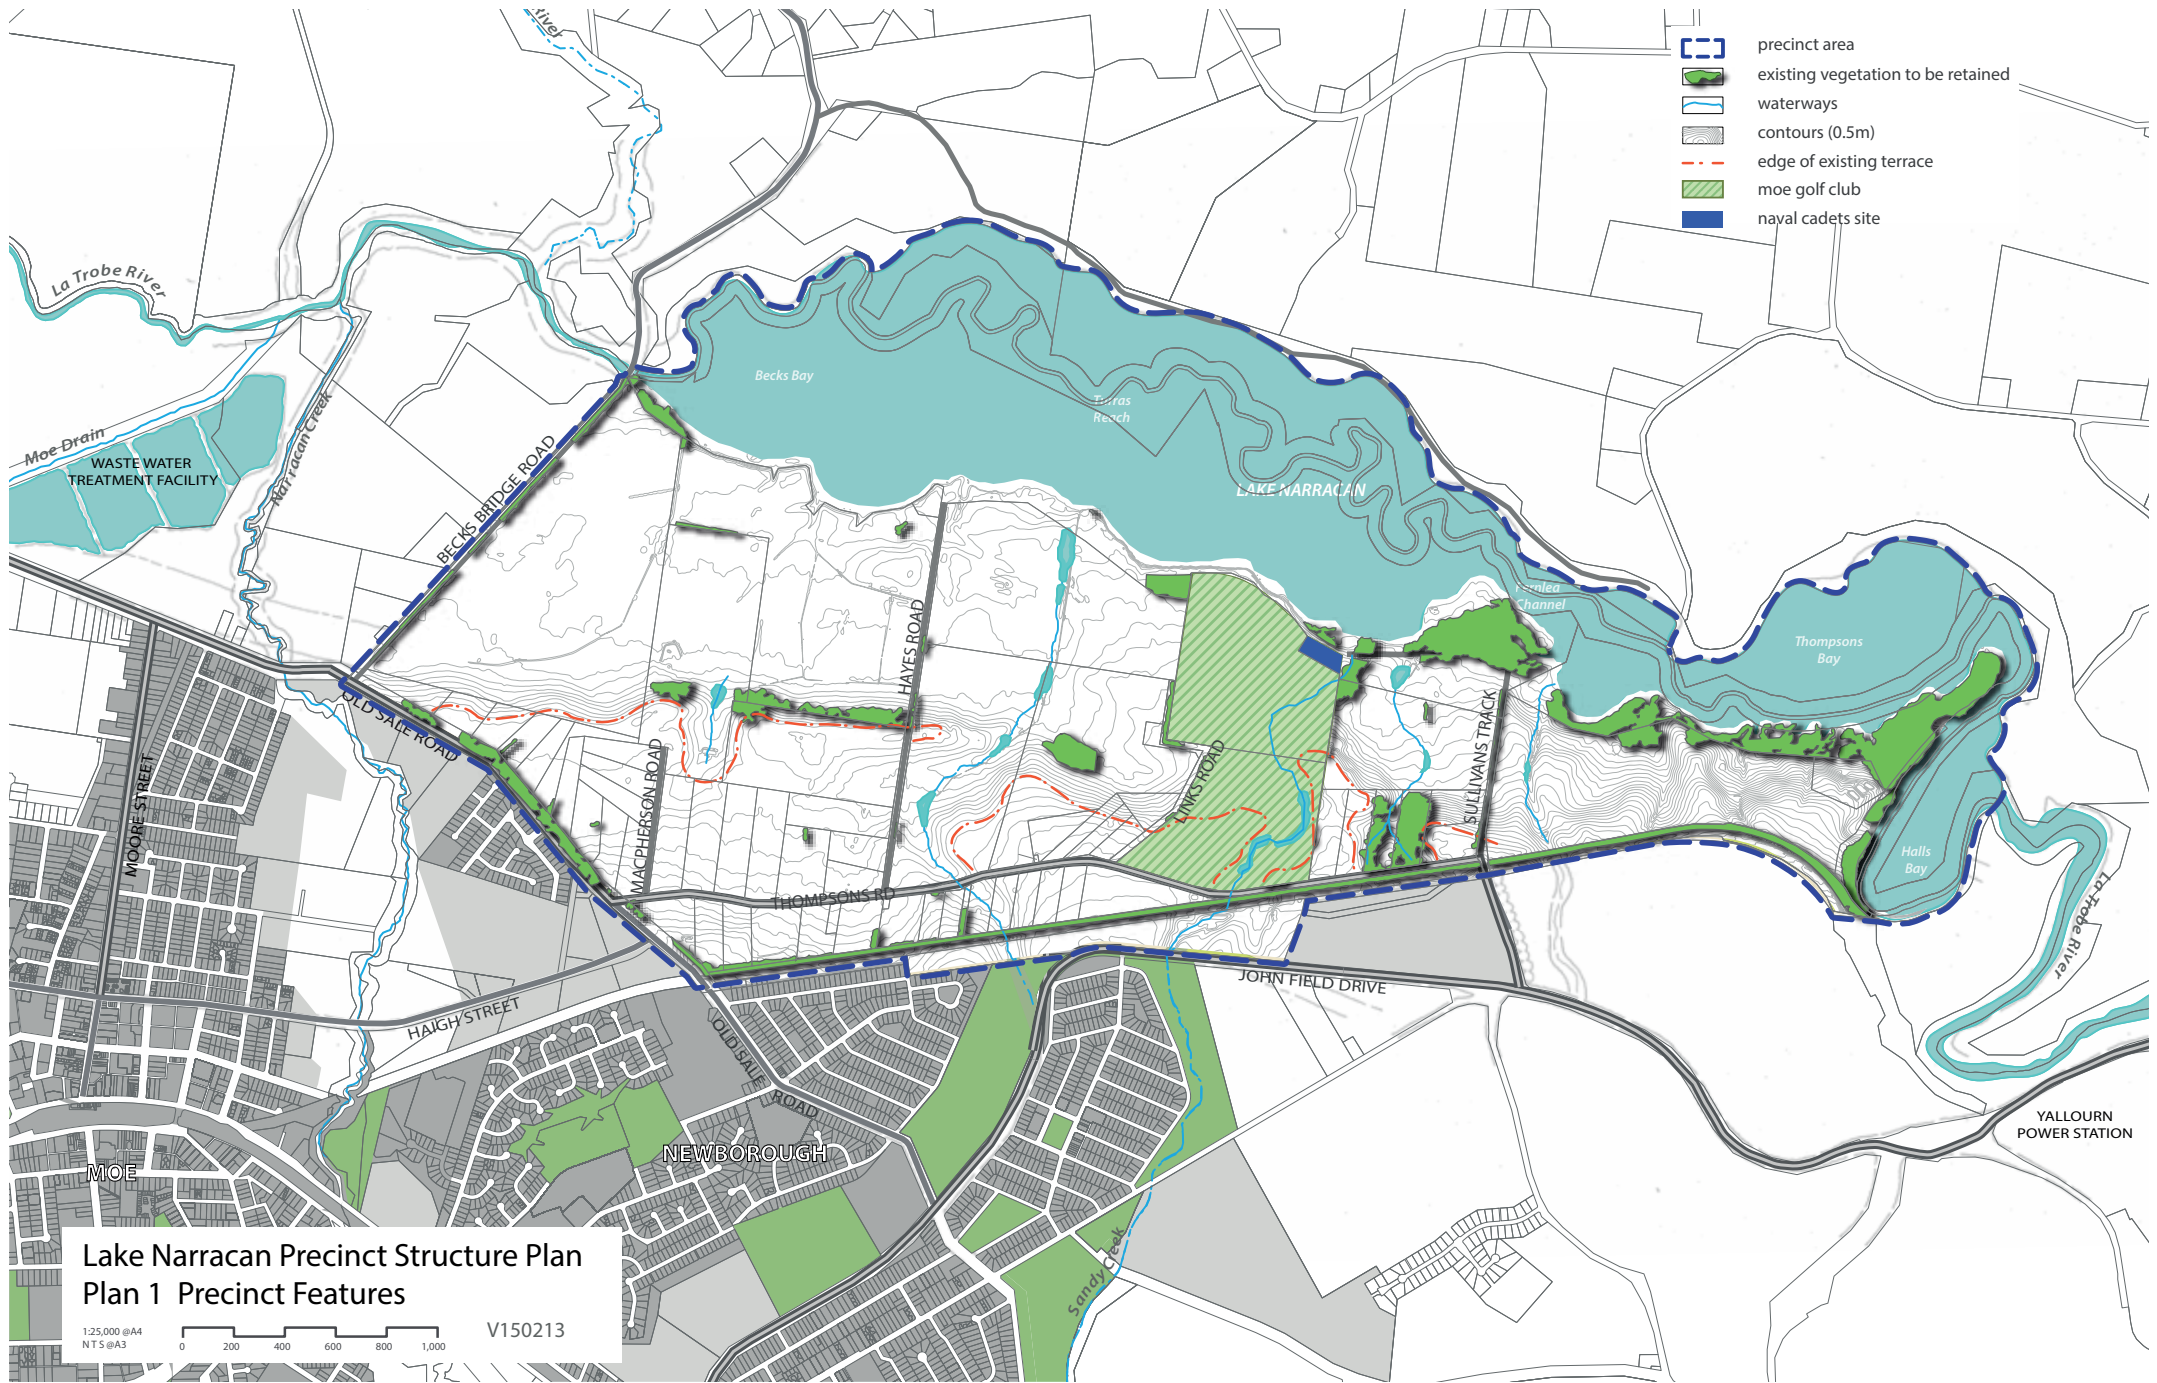 River
precinct area
existing vegetation to be retained
waterways
contours (0.5m)
edge of existing terrace
moe golf club
naval cadets site
La Trobe River
Becks Bay
Turras
Reach
Narracan Creek
Moe Drain
WASTE WATER
TREATMENT FACILITY
BECKS BRIDGE ROAD
LAKE NARRACAN
Fernlea
Channel
Thompsons
Bay
HAYES ROAD
OLD SALE ROAD
MOORE STREET
MACPHERSON ROAD
LINKS ROAD
SULLIVANS TRACK
THOMPSONS RD
Halls
Bay
La Trobe River
JOHN FIELD DRIVE
HAIGH STREET
OLD SALE
ROAD
YALLOURN
POWER STATION
NEWBOROUGH
MOE
Sandy Creek
Lake Narracan Precinct Structure Plan
Plan 1 Precinct Features
1:25,000 @A4
N T S @A3
0 200 400 600 800 1,000
V150213